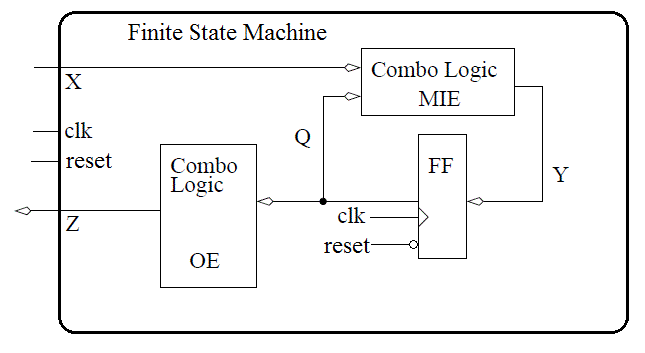 Finite State Machine
X
Combo Logic
MIE
clk
reset
Q
Combo
Logic
FF
Y
Z
clk
reset
OE